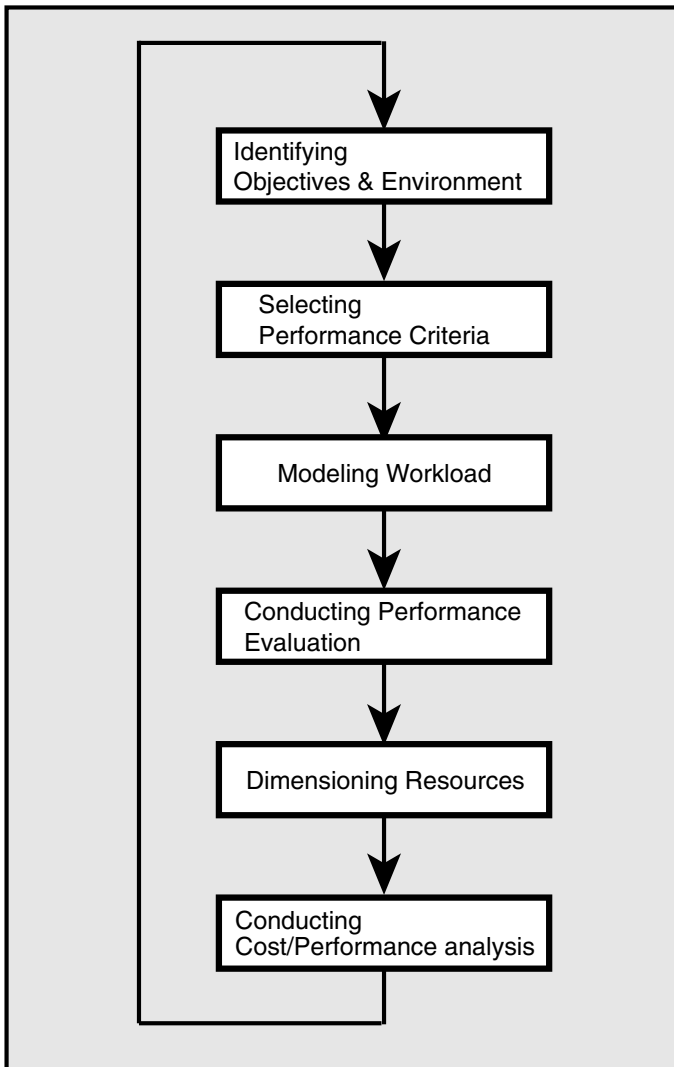 Identifying
Objectives & Environment
Selecting
Performance Criteria
Modeling Workload
Conducting Performance
Evaluation
Dimensioning Resources
Conducting
Cost/Performance analysis